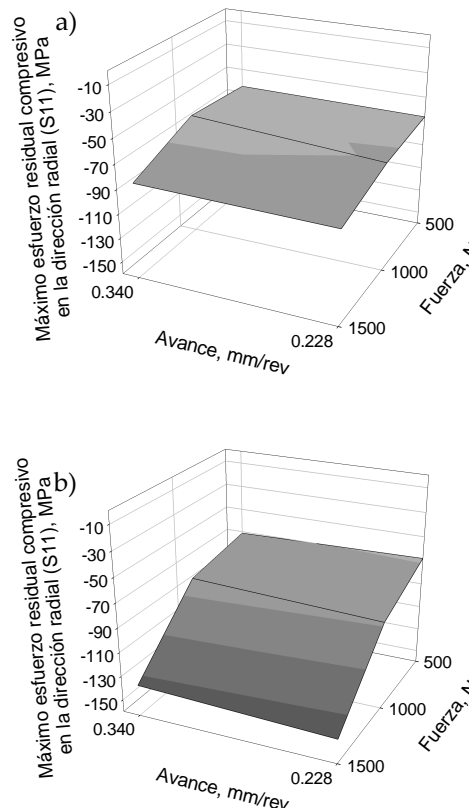 a)
Máximo esfuerzo residual compresivo
en la dirección radial (S11), MPa
-10
-30
-50
-70
-90
-110
-130
-150
0.340
0.228
Avance, mm/rev
500
1000
1500
Fuerza,
b)
Máximo esfuerzo residual compresivo
en la dirección radial (S11), MPa
-10
-30
-50
-70
-90
-110
-130
-150
0.340
0.228
Avance, mm/rev
500
1000
1500
Fuerza,